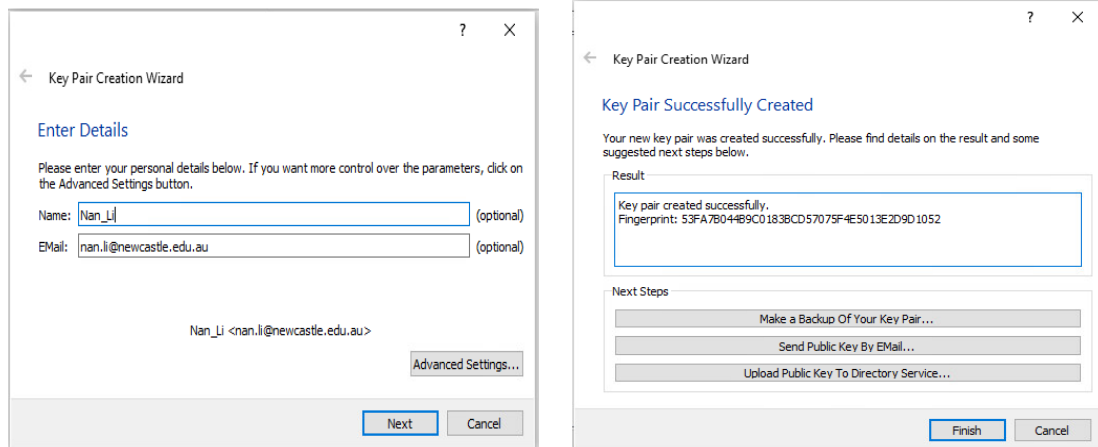 ?
×
Key Pair Creation Wizard
Enter Details
Please enter your personal details below. If you want more control over the parameters, click on
the Advanced Settings button.
Name: Nan_Li (optional)
EMail: nan.li@newcastle.edu.au (optional)
Nan_Li <nan.li@newcastle.edu.au>
Advanced Settings...
Next Cancel
?
×
Key Pair Creation Wizard
Key Pair Successfully Created
Your new key pair was created successfully. Please find details on the result and some
suggested next steps below.
Result
Key pair created successfully.
Fingerprint: 53FA7B044B9C0183BCD57075F4E5013E2D9D1052
Next Steps
Make a Backup Of Your Key Pair...
Send Public Key By EMail...
Upload Public Key To Directory Service...
Finish Cancel